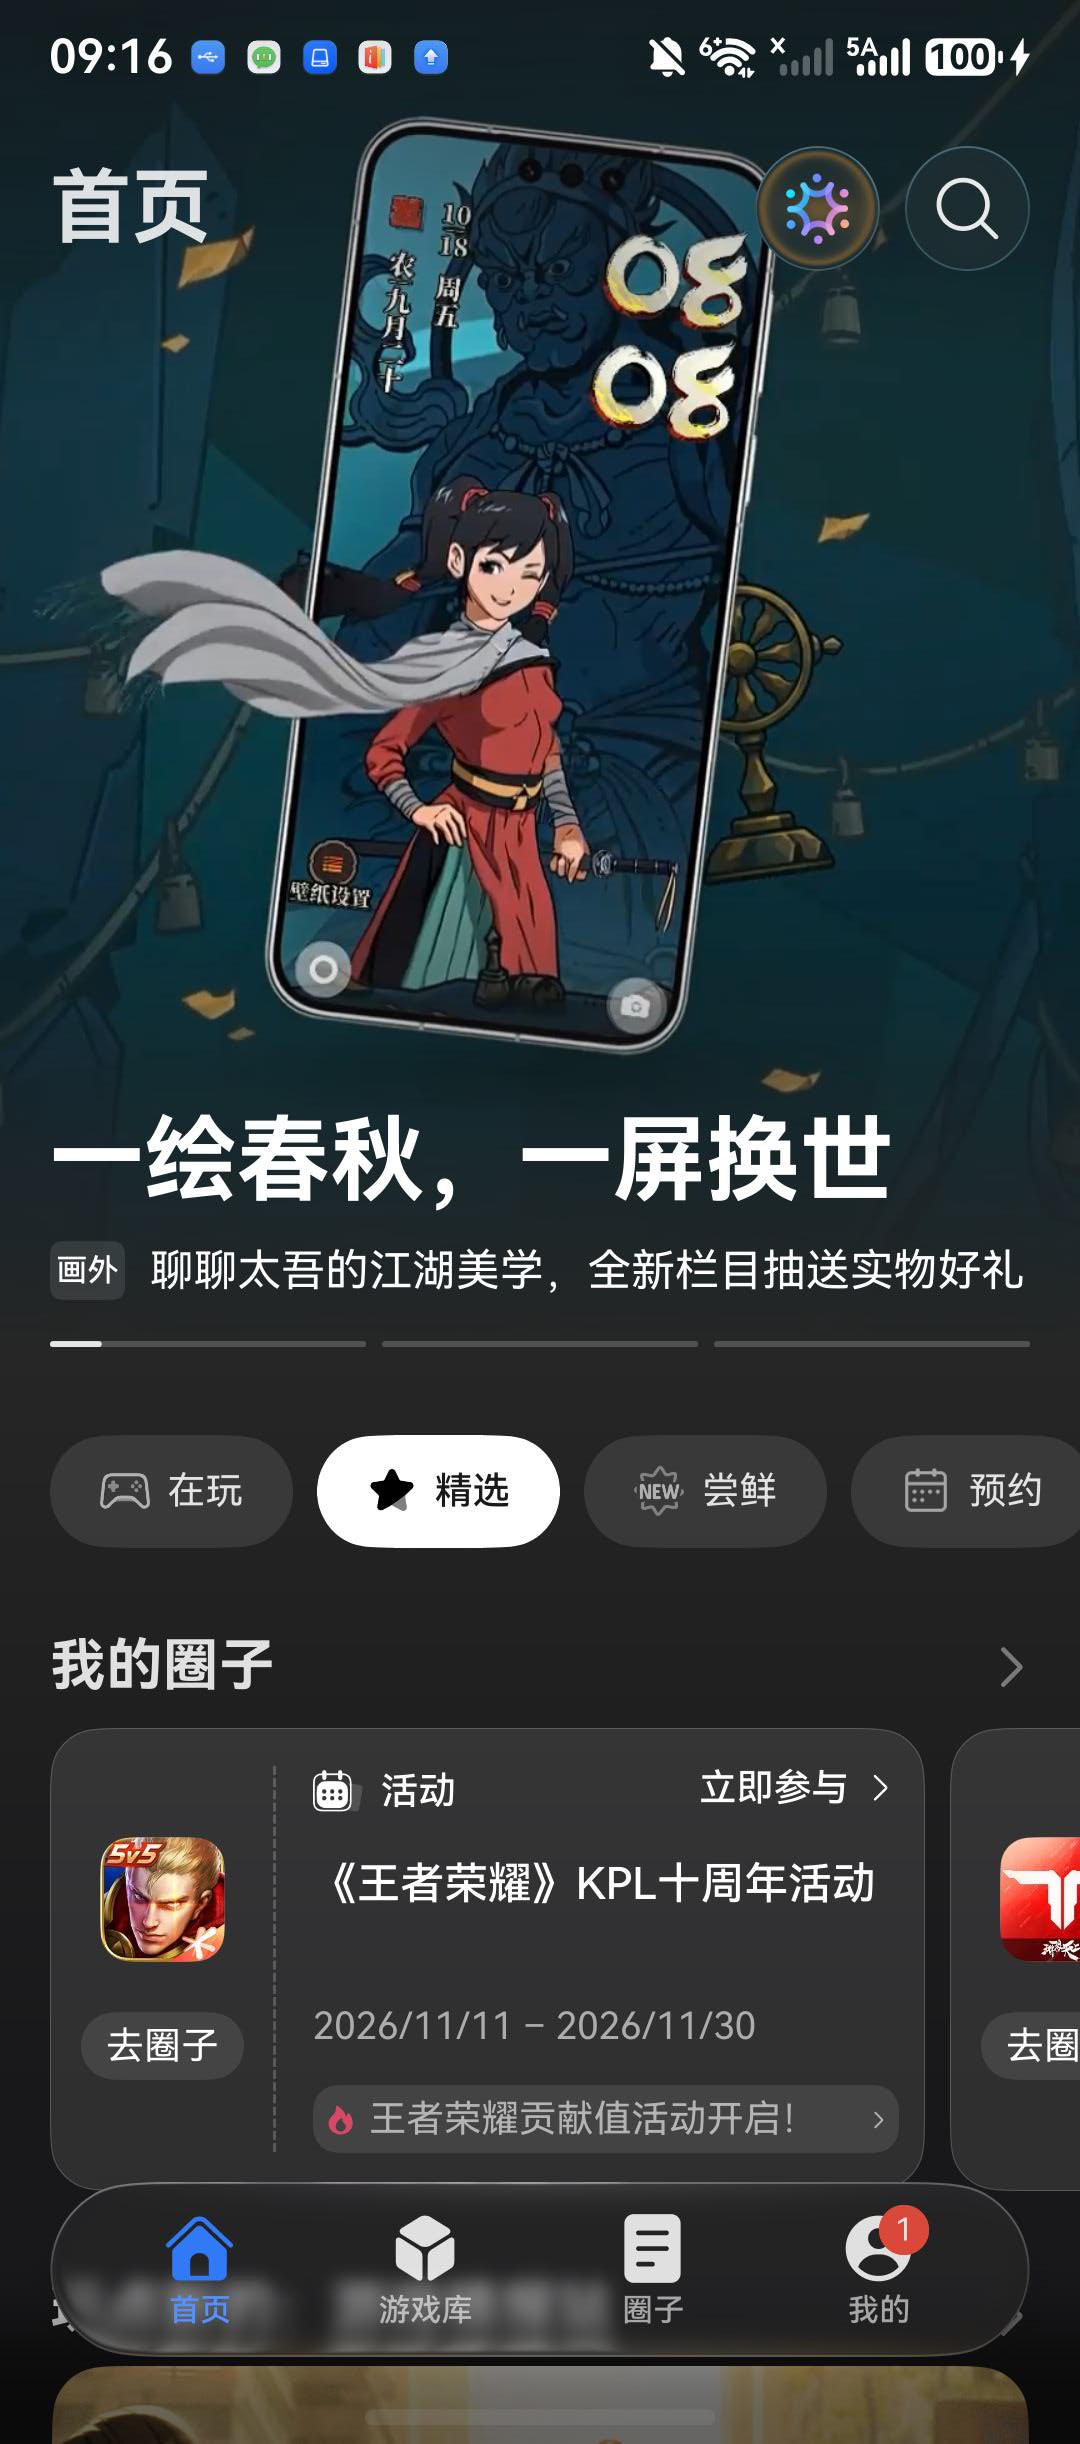 09:16
6+
5A
100
首页
10
18
周五
农九月二十
08
08
壁纸设置
一绘春秋，一屏换世
画外 聊聊太吾的江湖美学，全新栏目抽送实物好礼
在玩
精选
NEW 尝鲜
预约
我的圈子
活动
立即参与
5v5
《王者荣耀》KPL十周年活动
2026/11/11 – 2026/11/30
去圈子
去圈
王者荣耀贡献值活动开启！
首页
游戏库
圈子
1
我的